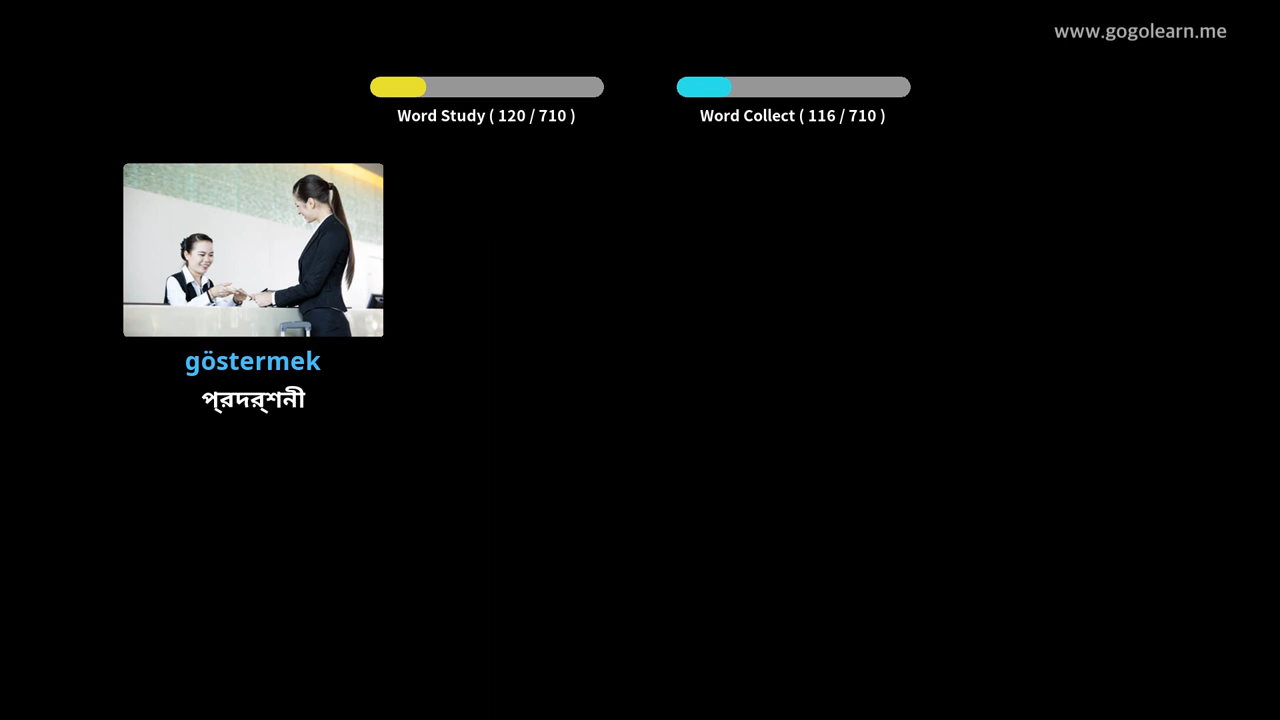 www.gogolearn.me
Word Study ( 120 / 710 )
Word Collect ( 116 / 710 )
göstermek
প্রদর্শনী